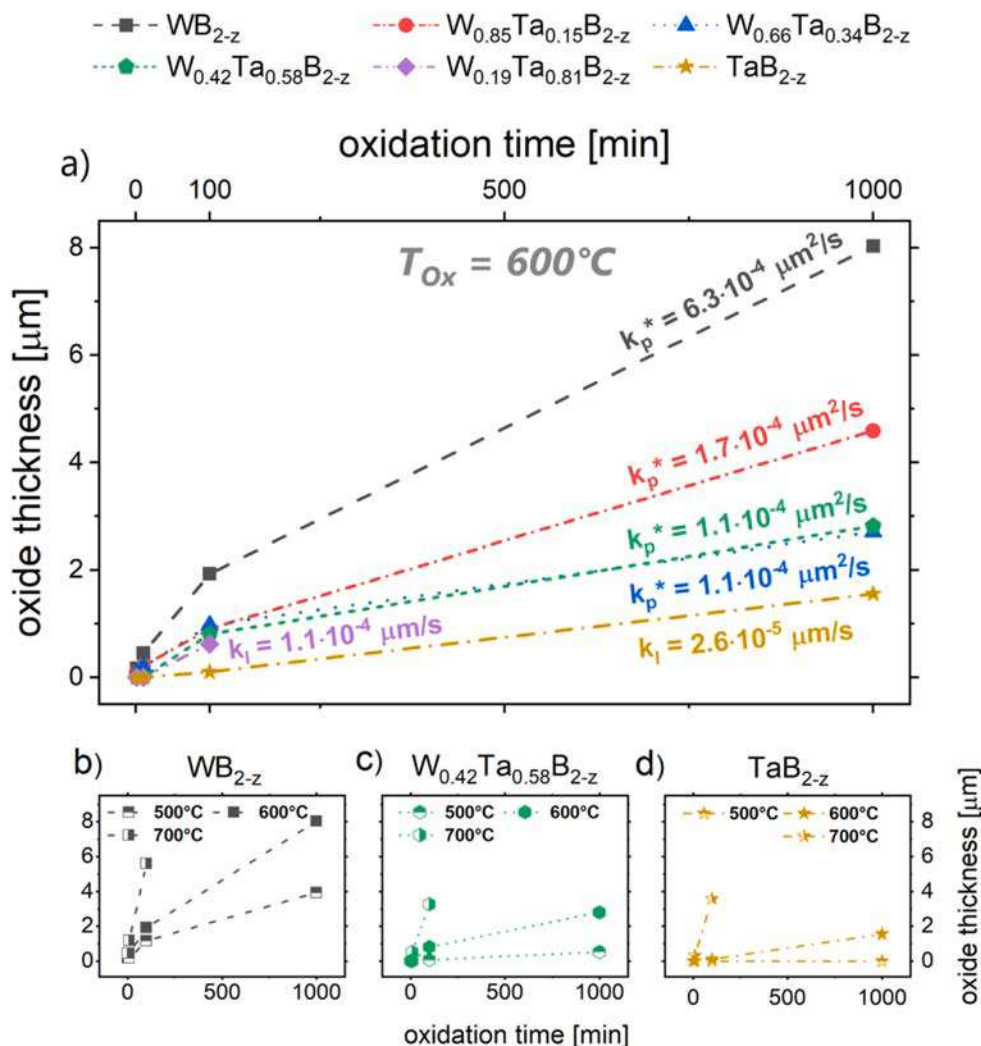 WB2-z W0.85Ta0.15B2-z W0.66Ta0.34B2-z
W0.42Ta0.58B2-z W0.19Ta0.81B2-z TaB2-z
oxidation time [min]
a)
0 100 500 1000
TOx = 600°C
oxide thickness [μm]
8
6
4
2
0
kp* = 6.3·10-4 μm2/s
kp* = 1.7·10-4 μm2/s
kp* = 1.1·10-4 μm2/s
kp* = 1.1·10-4 μm2/s
kl = 1.1·10-4 μm/s
kl = 2.6·10-5 μm/s
b) WB2-z
500°C 600°C
700°C
8
6
4
2
0
0 500 1000
c) W0.42Ta0.58B2-z
500°C 600°C
700°C
0 500 1000
d) TaB2-z
500°C 600°C
700°C
8
6
4
2
0
0 500 1000
oxide thickness [μm]
oxidation time [min]